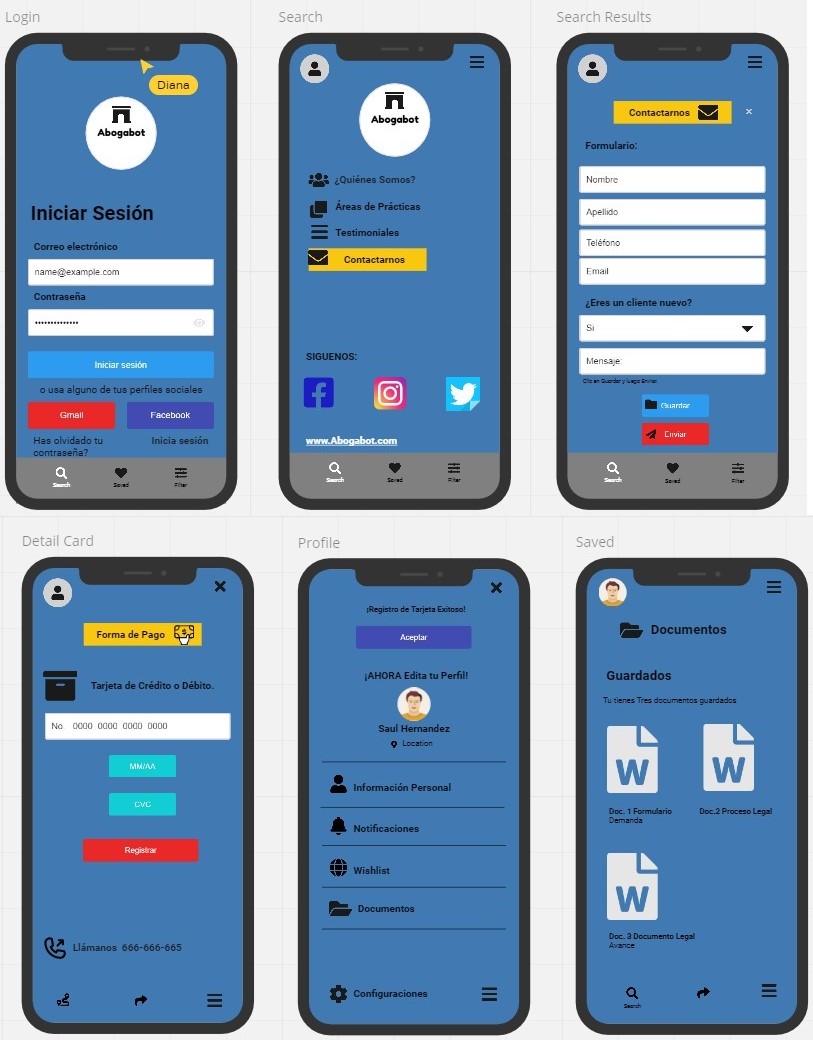 Login
Search
Search Results
Diana
Abogabot
Iniciar Sesión
Correo electrónico
name@example.com
Contraseña
••••••••••••••
Iniciar sesión
o usa alguno de tus perfiles sociales
Gmail
Facebook
Has olvidado tu
contraseña?
Inicia sesión
Search
Saved
Filter
Abogabot
¿Quiénes Somos?
Áreas de Prácticas
Testimoniales
Contactarnos
SIGUENOS:
www.Abogabot.com
Search
Saved
Filter
Contactarnos
×
Formulario:
Nombre
Apellido
Teléfono
Email
¿Eres un cliente nuevo?
Si
Mensaje:
Clic en Guardar y luego Enviar.
Guardar
Enviar
Search
Saved
Filter
Detail Card
Profile
Saved
Forma de Pago
Tarjeta de Crédito o Débito.
No. 0000 0000 0000 0000
MM/AA
CVC
Registrar
Llámanos 666-666-665
¡Registro de Tarjeta Exitoso!
Aceptar
¡AHORA Edita tu Perfil!
Saul Hernandez
Location
Información Personal
Notificaciones
Wishlist
Documentos
Configuraciones
Documentos
Guardados
Tu tienes Tres documentos guardados
W
W
Doc. 1 Formulario
Demanda
Doc.2 Proceso Legal
W
Doc. 3 Documento Legal
Avance
Search